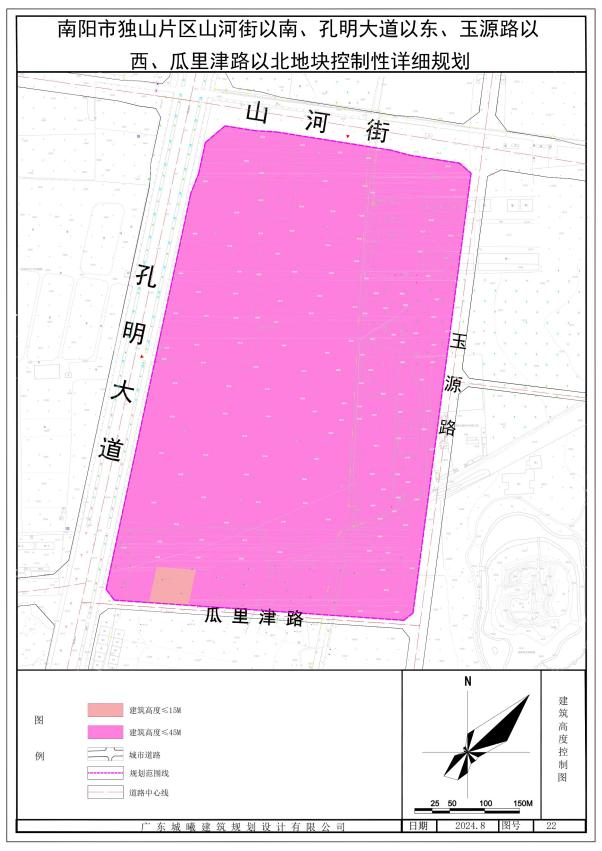 南阳市独山片区山河街以南、孔明大道以东、玉源路以
西、瓜里津路以北地块控制性详细规划
山河街
孔明大道
玉源路
瓜里津路
图例
建筑高度≤15M
建筑高度≤45M
城市道路
规划范围线
道路中心线
N
25 50 100 150M
建筑高度控制图
广东城曦建筑规划设计有限公司
日期 2024.8 图号 22